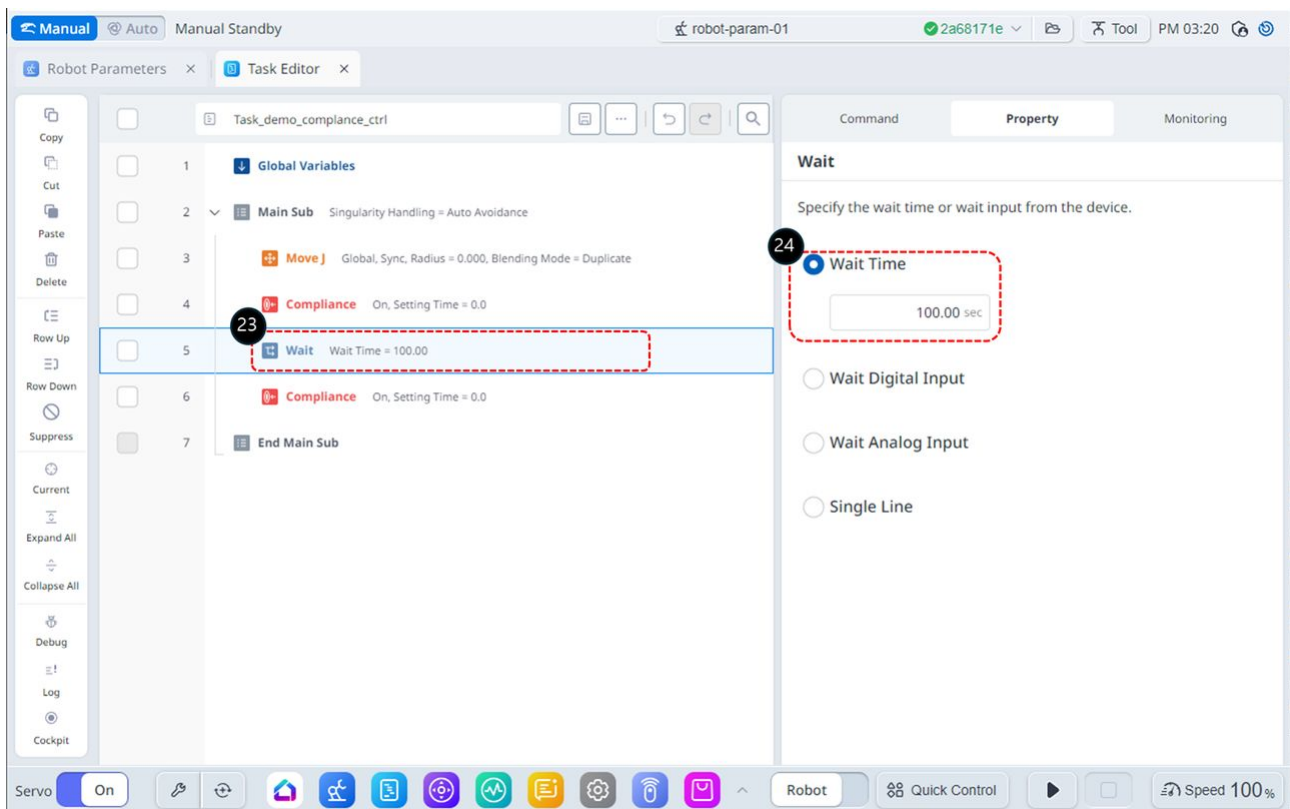 Manual Auto Manual Standby robot-param-01 2a68171e Tool PM 03:20
Robot Parameters × Task Editor ×
Copy
Cut
Paste
Delete
Row Up
Row Down
Suppress
Current
Expand All
Collapse All
Debug
Log
Cockpit
Task_demo_complance_ctrl ...
1 Global Variables
2 Main Sub Singularity Handling = Auto Avoidance
3 Move J Global, Sync, Radius = 0.000, Blending Mode = Duplicate
4 Compliance On, Setting Time = 0.0
23
5 Wait Wait Time = 100.00
6 Compliance On, Setting Time = 0.0
7 End Main Sub
Command Property Monitoring
Wait
Specify the wait time or wait input from the device.
24
Wait Time
100.00 sec
Wait Digital Input
Wait Analog Input
Single Line
Servo On Robot Quick Control Speed 100%